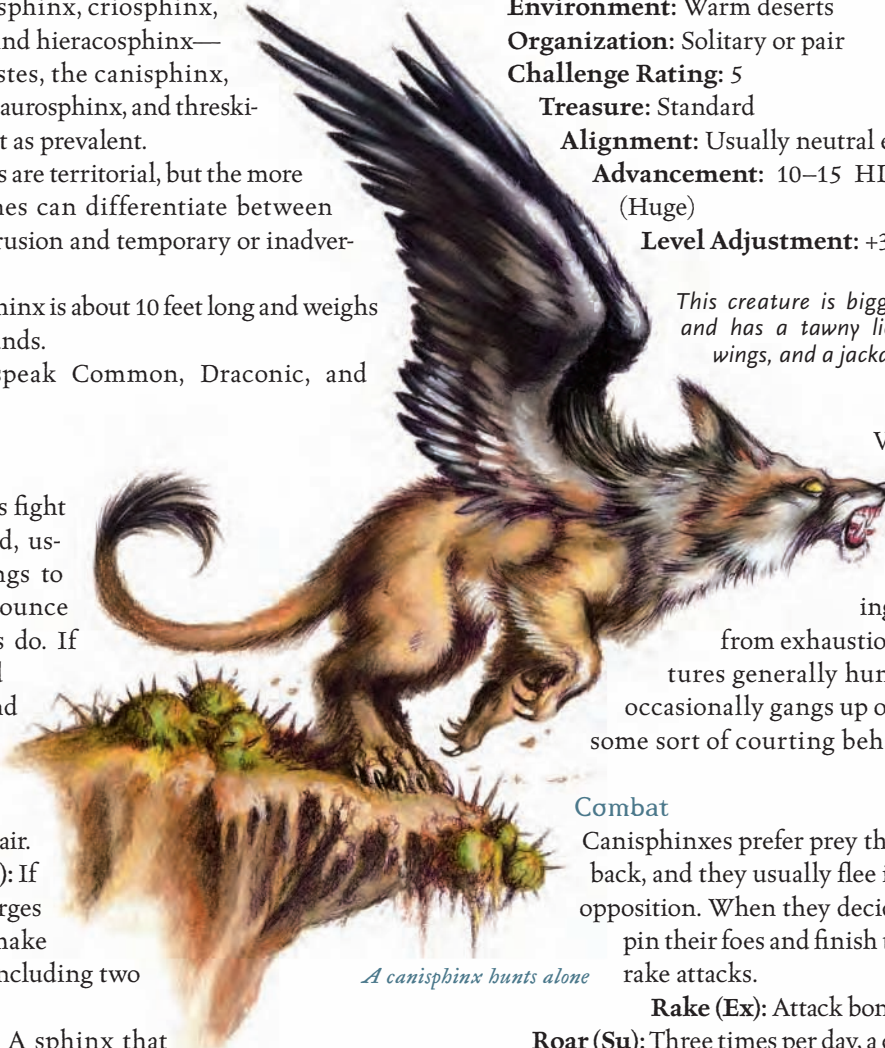 sphinx, criosphinx,
nd hieracosphinx—
stes, the canisphinx,
aurosphinx, and threski-
t as prevalent.
s are territorial, but the more
nes can differentiate between
rusion and temporary or inadver-
hinx is about 10 feet long and weighs
nds.
speak Common, Draconic, and
s fight
d, us-
ngs to
ounce
s do. If
d
nd
air.
): If
rges
make
ncluding two
A sphinx that
Environment: Warm deserts
Organization: Solitary or pair
Challenge Rating: 5
Treasure: Standard
Alignment: Usually neutral e
Advancement: 10–15 HD
(Huge)
Level Adjustment: +3
This creature is bigg
and has a tawny li
wings, and a jacka
ing
from exhaustio
tures generally hun
occasionally gangs up o
some sort of courting beh
Combat
Canisphinxes prefer prey th
back, and they usually flee i
opposition. When they decid
pin their foes and finish t
rake attacks.
Rake (Ex): Attack bon
Roar (Su): Three times per day, a c
A canisphinx hunts alone